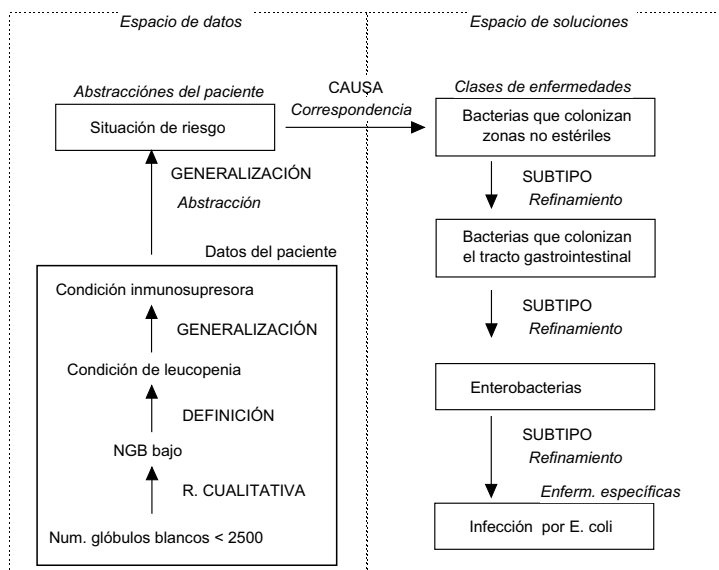 Espacio de datos
Espacio de soluciones
Abstracciónes del paciente
Situación de riesgo
CAUSA
Correspondencia
Clases de enfermedades
Bacterias que colonizan
zonas no estériles
GENERALIZACIÓN
Abstracción
SUBTIPO
Refinamiento
Datos del paciente
Bacterias que colonizan
el tracto gastrointestinal
Condición inmunosupresora
GENERALIZACIÓN
SUBTIPO
Refinamiento
Condición de leucopenia
Enterobacterias
DEFINICIÓN
NGB bajo
SUBTIPO
Refinamiento
R. CUALITATIVA
Enferm. específicas
Num. glóbulos blancos < 2500
Infección por E. coli